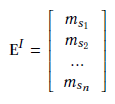 E^I = [ m_{s_1}
m_{s_2}
...
m_{s_n} ]